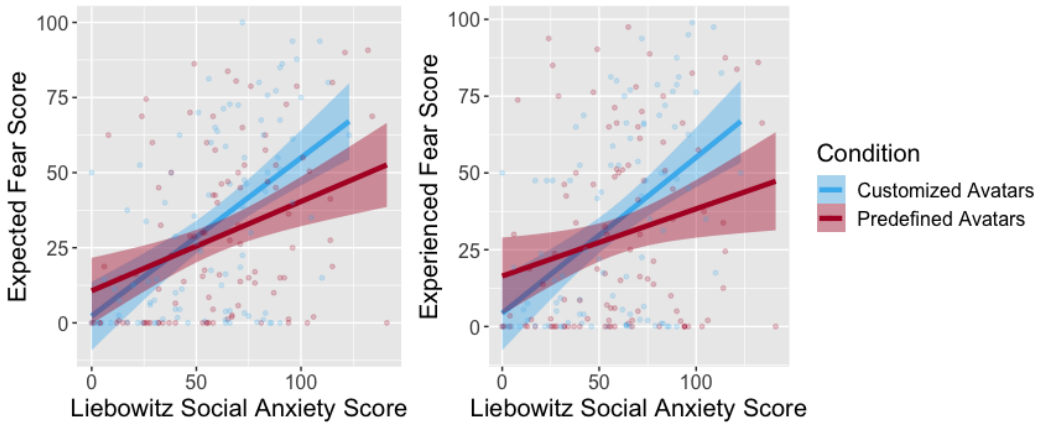 Expected Fear Score
100
75
50
25
0
0
50
100
Liebowitz Social Anxiety Score
Experienced Fear Score
100
75
50
25
0
0
50
100
Liebowitz Social Anxiety Score
Condition
Customized Avatars
Predefined Avatars